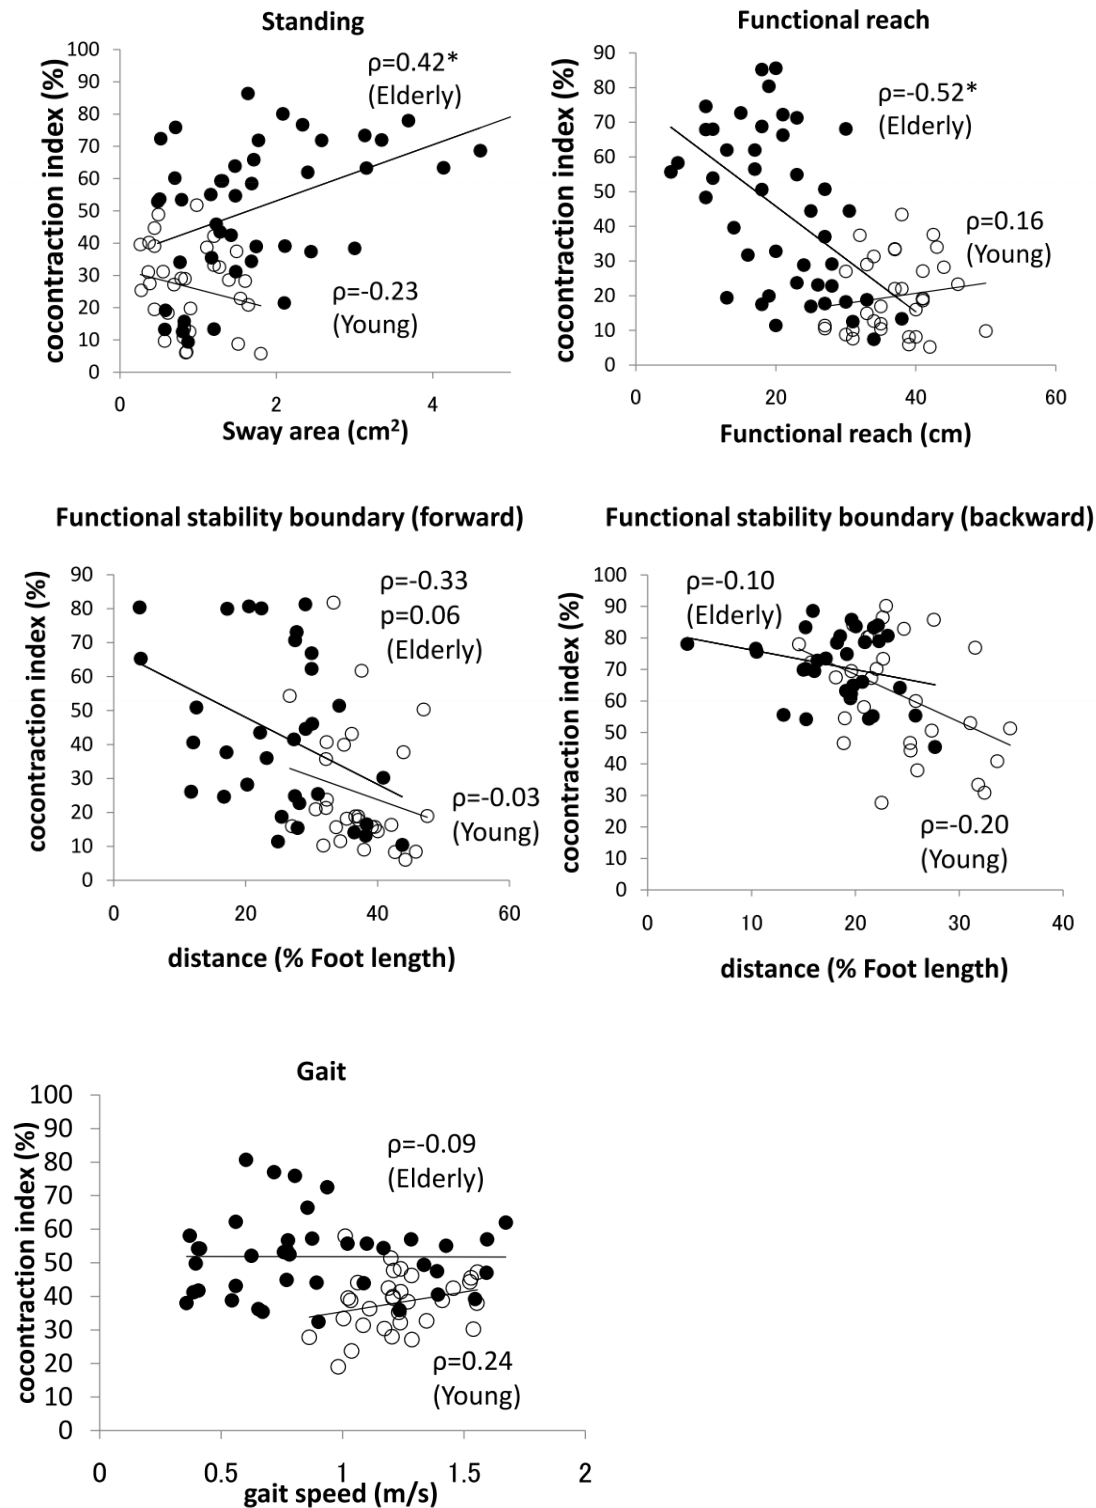 Standing
cocontraction index (%)
100
90
80
70
60
50
40
30
20
10
0
ρ=0.42*
(Elderly)
ρ=-0.23
(Young)
0 2 4
Sway area (cm²)
Functional reach
cocontraction index (%)
90
80
70
60
50
40
30
20
10
0
ρ=-0.52*
(Elderly)
ρ=0.16
(Young)
0 20 40 60
Functional reach (cm)
Functional stability boundary (forward)
cocontraction index (%)
90
80
70
60
50
40
30
20
10
0
ρ=-0.33
p=0.06
(Elderly)
ρ=-0.03
(Young)
0 20 40 60
distance (% Foot length)
Functional stability boundary (backward)
cocontraction index (%)
100
90
80
70
60
50
40
30
20
10
0
ρ=-0.10
(Elderly)
ρ=-0.20
(Young)
0 10 20 30 40
distance (% Foot length)
Gait
cocontraction index (%)
100
90
80
70
60
50
40
30
20
10
0
ρ=-0.09
(Elderly)
ρ=0.24
(Young)
0 0.5 1 1.5 2
gait speed (m/s)